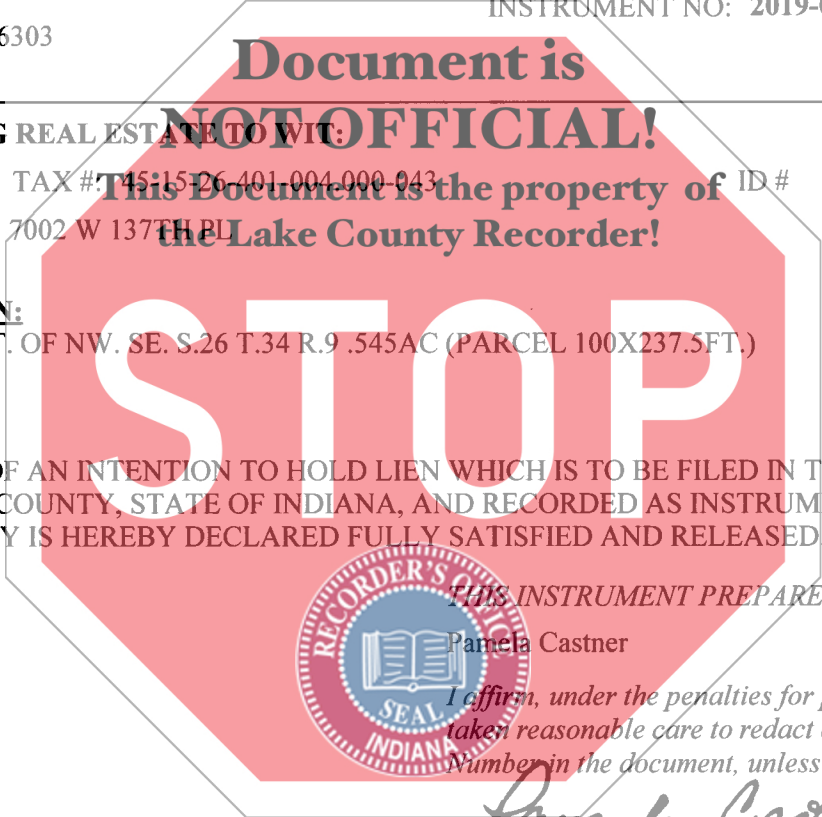 INSTRUMENT NO: 2019-0
6303
Document is
NOT OFFICIAL!
G REAL ESTATE TO WIT:
TAX #: 45-15-26-401-004.000-043 ID #
This Document is the property of
7002 W 137TH PL
the Lake County Recorder!
N:
T. OF NW. SE. S.26 T.34 R.9 .545AC (PARCEL 100X237.5FT.)
STOP
OF AN INTENTION TO HOLD LIEN WHICH IS TO BE FILED IN T
COUNTY, STATE OF INDIANA, AND RECORDED AS INSTRUM
Y IS HEREBY DECLARED FULLY SATISFIED AND RELEASED
RECORDER'S OFFICE
SEAL
INDIANA
THIS INSTRUMENT PREPARE
Pamela Castner
I affirm, under the penalties for
taken reasonable care to redact
Number in the document, unless